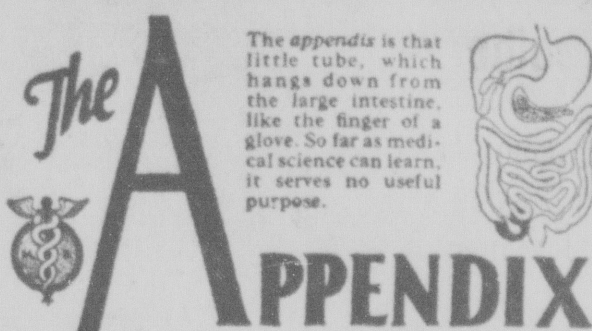 The
APPENDIX
The appendix is that
little tube, which
hangs down from
the large intestine,
like the finger of a
glove. So far as medi-
cal science can learn,
it serves no useful
purpose.